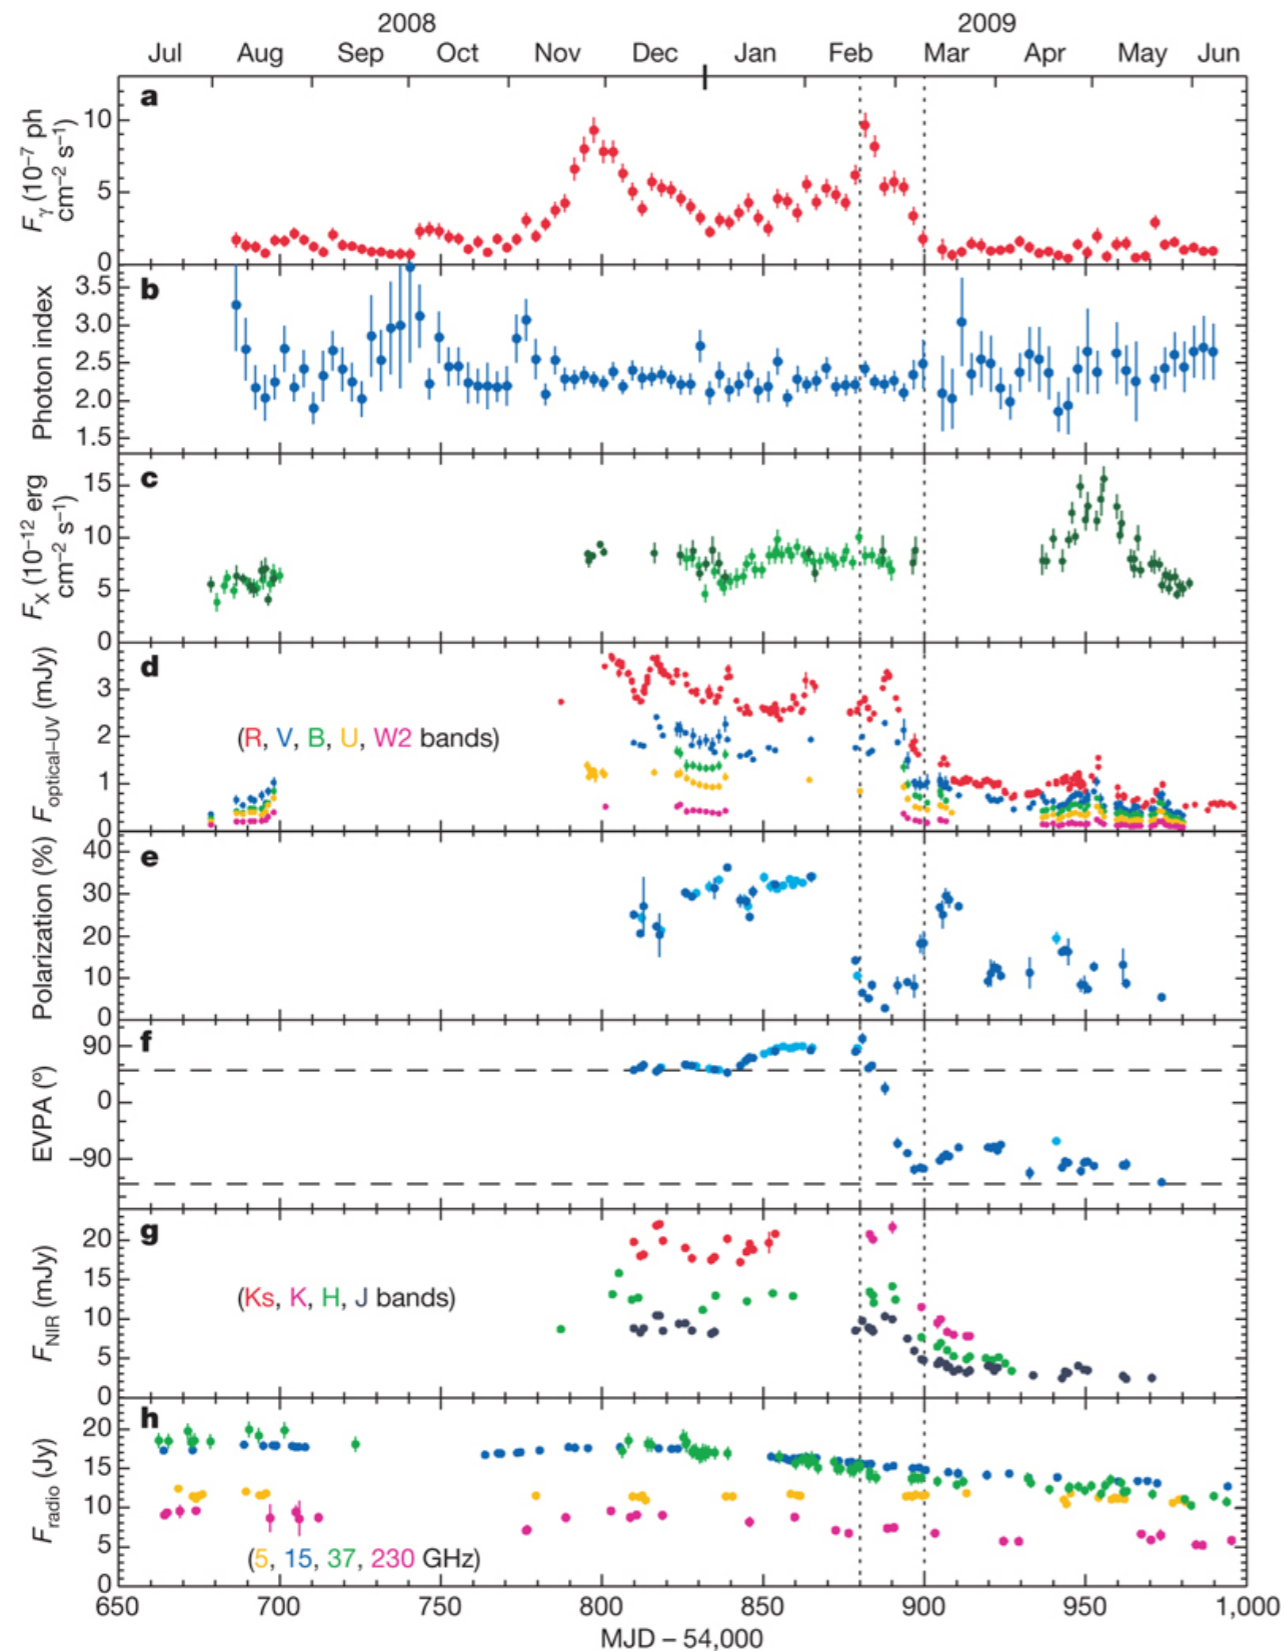 2008 2009
Jul Aug Sep Oct Nov Dec Jan Feb Mar Apr May Jun
a
Fγ (10⁻⁷ ph
cm⁻² s⁻¹)
10
5
0
b
Photon index
3.5
3.0
2.5
2.0
1.5
c
FX (10⁻¹² erg
cm⁻² s⁻¹)
15
10
5
0
d
Foptical–UV (mJy)
3
2
1
0
(R, V, B, U, W2 bands)
e
Polarization (%)
40
30
20
10
0
f
EVPA (°)
90
0
–90
g
FNIR (mJy)
20
15
10
5
0
(Ks, K, H, J bands)
h
Fradio (Jy)
20
15
10
5
0
(5, 15, 37, 230 GHz)
650 700 750 800 850 900 950 1,000
MJD – 54,000